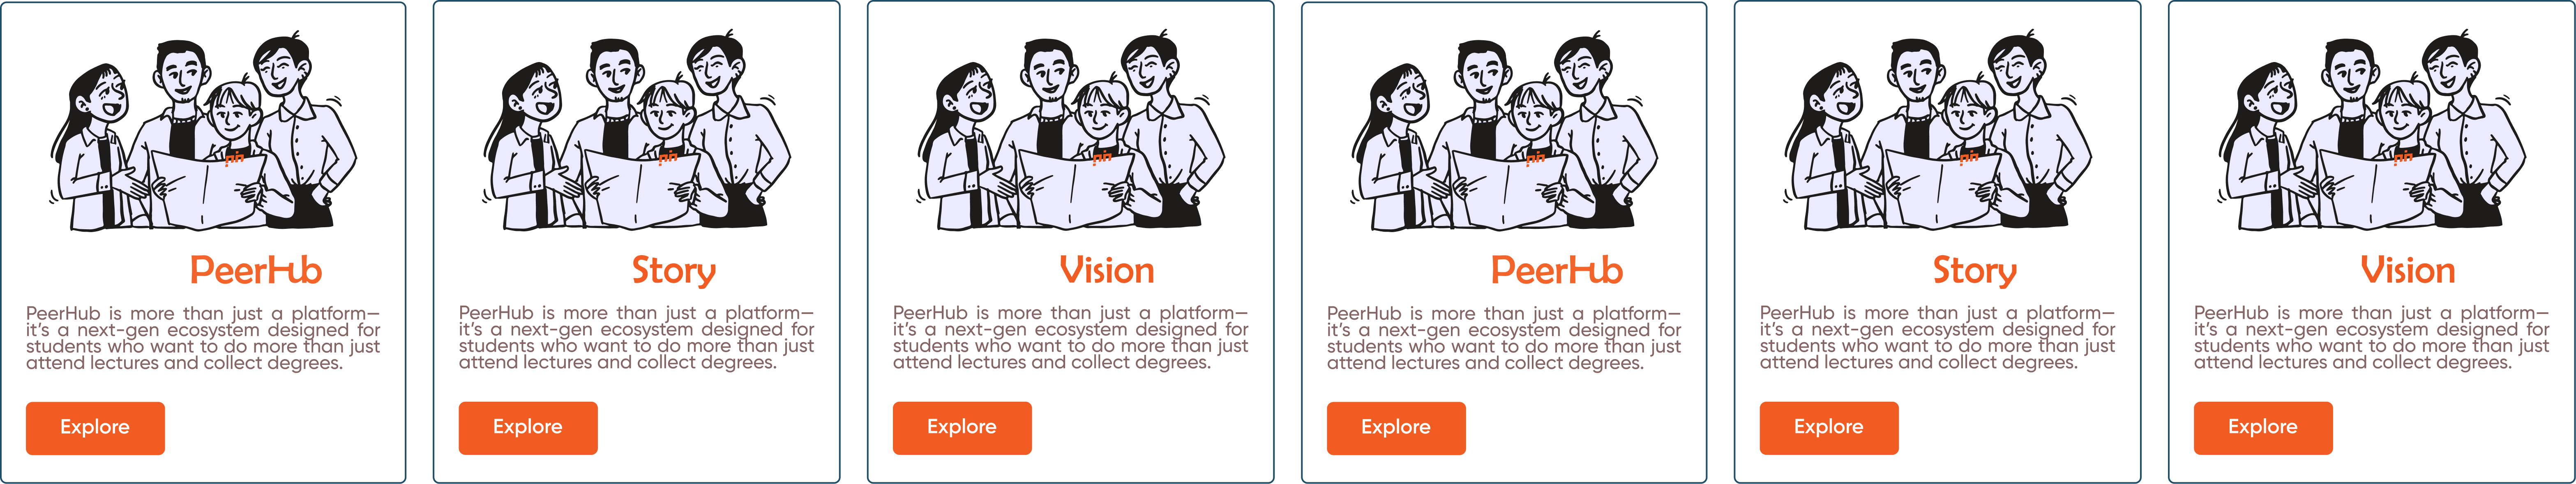 PeerHub
PeerHub is more than just a platform—
it's a next-gen ecosystem designed for
students who want to do more than just
attend lectures and collect degrees.
Explore
Story
PeerHub is more than just a platform—
it's a next-gen ecosystem designed for
students who want to do more than just
attend lectures and collect degrees.
Explore
Vision
PeerHub is more than just a platform—
it's a next-gen ecosystem designed for
students who want to do more than just
attend lectures and collect degrees.
Explore
PeerHub
PeerHub is more than just a platform—
it's a next-gen ecosystem designed for
students who want to do more than just
attend lectures and collect degrees.
Explore
Story
PeerHub is more than just a platform—
it's a next-gen ecosystem designed for
students who want to do more than just
attend lectures and collect degrees.
Explore
Vision
PeerHub is more than just a platform—
it's a next-gen ecosystem designed for
students who want to do more than just
attend lectures and collect degrees.
Explore